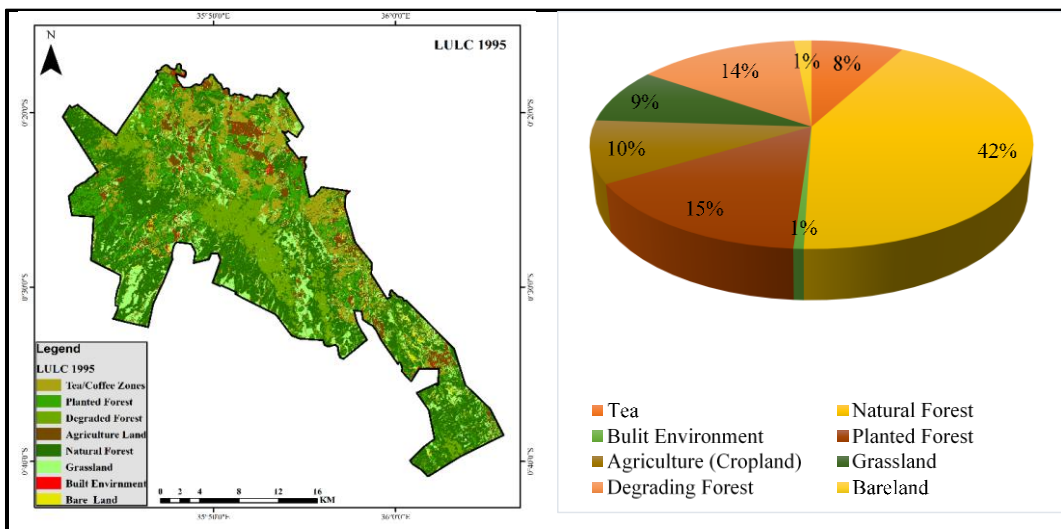 35°50'0"E
36°0'0"E
N
LULC 1995
0°20'0"S
0°20'0"S
0°30'0"S
0°30'0"S
0°40'0"S
0°40'0"S
Legend
LULC 1995
Tea/Coffee Zones
Planted Forest
Degraded Forest
Agriculture Land
Natural Forest
Grassland
Built Envirnment
Bare Land
0 2 4 8 12 16
KM
35°50'0"E
36°0'0"E
1%
8%
14%
9%
42%
10%
15%
1%
Tea
Natural Forest
Bulit Environment
Planted Forest
Agriculture (Cropland)
Grassland
Degrading Forest
Bareland